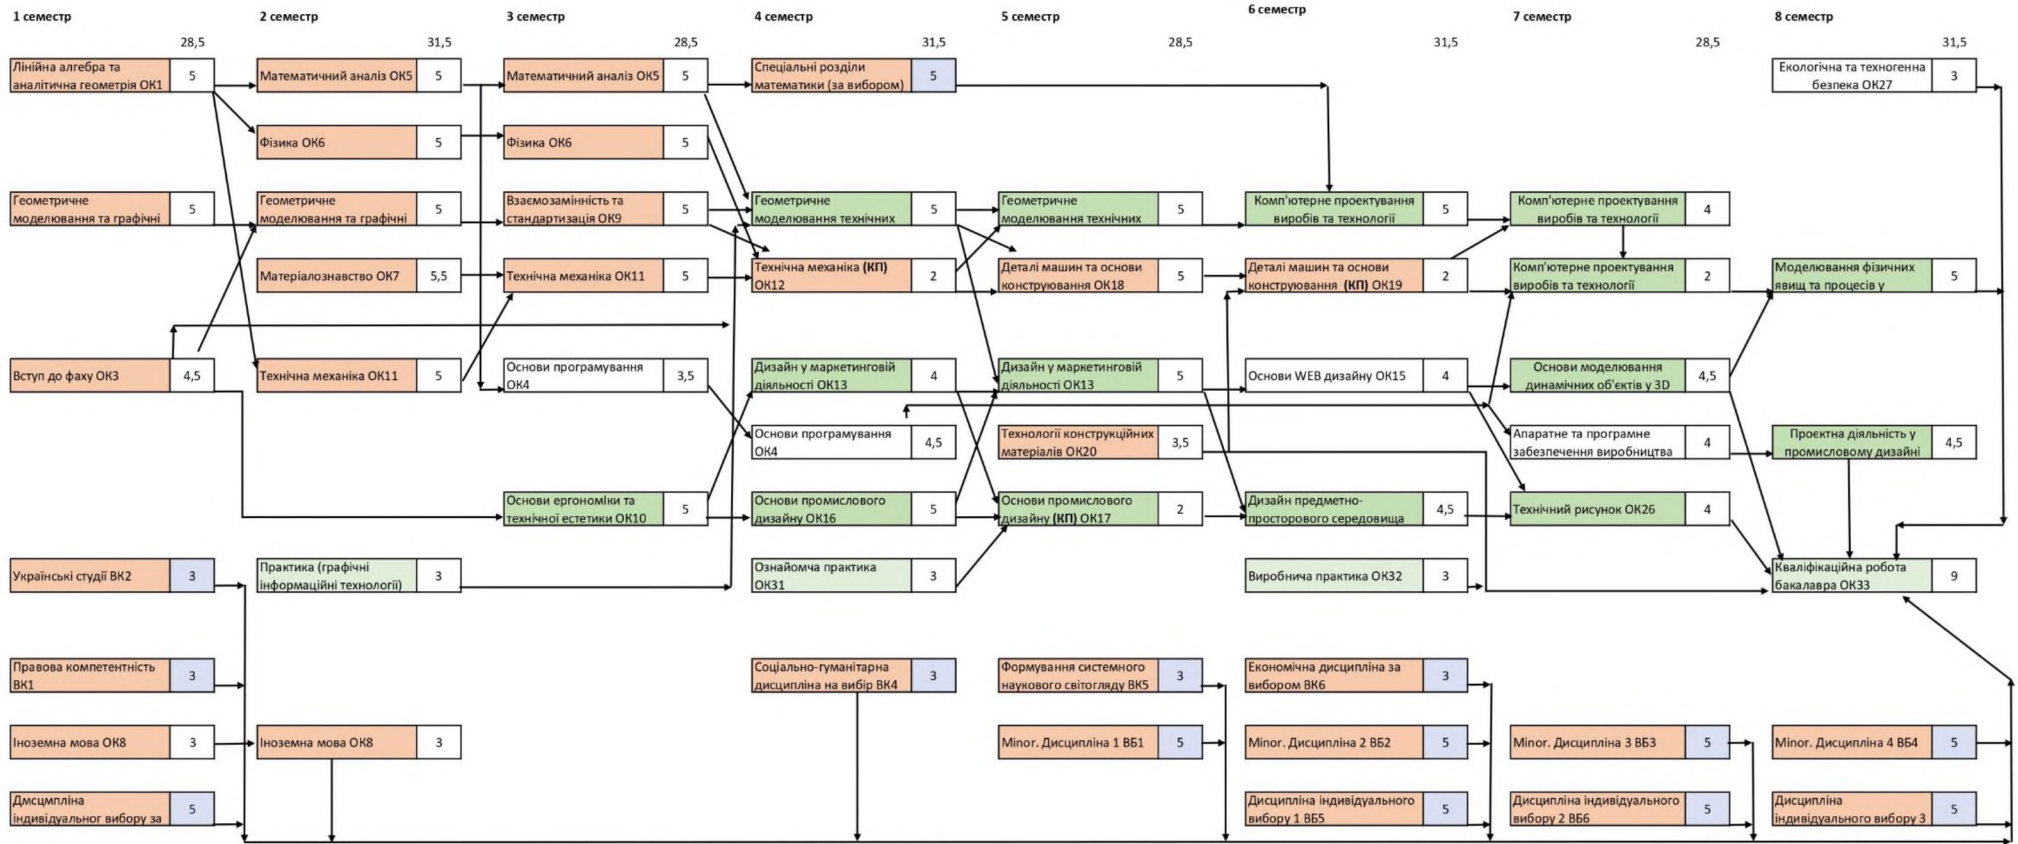 1 семестр
2 семестр
3 семестр
4 семестр
5 семестр
6 семестр
7 семестр
8 семестр
28,5
31,5
28,5
31,5
28,5
31,5
28,5
31,5
Лінійна алгебра та
аналітична геометрія ОК1
5
Математичний аналіз ОК5
5
Математичний аналіз ОК5
5
Спеціальні розділи
математики (за вибором)
5
Екологічна та техногенна
безпека ОК27
3
Фізика ОК6
5
Фізика ОК6
5
Геометричне
моделювання та графічні
5
Геометричне
моделювання та графічні
5
Взаємозамінність та
стандартизація ОК9
5
Геометричне
моделювання технічних
5
Геометричне
моделювання технічних
5
Комп'ютерне проектування
виробів та технології
5
Комп'ютерне проектування
виробів та технології
4
Матеріалознавство ОК7
5,5
Технічна механіка ОК11
5
Технічна механіка (КП)
ОК12
2
Деталі машин та основи
конструювання ОК18
5
Деталі машин та основи
конструювання (КП) ОК19
2
Комп'ютерне проектування
виробів та технології
2
Моделювання фізичних
явищ та процесів у
5
Вступ до фаху ОК3
4,5
Технічна механіка ОК11
5
Основи програмування
ОК4
3,5
Дизайн у маркетинговій
діяльності ОК13
4
Дизайн у маркетинговій
діяльності ОК13
5
Основи WEB дизайну ОК15
4
Основи моделювання
динамічних об'єктів у 3D
4,5
Основи програмування
ОК4
4,5
Технології конструкційних
матеріалів ОК20
3,5
Апаратне та програмне
забезпечення виробництва
4
Проєктна діяльність у
промисловому дизайні
4,5
Основи ергономіки та
технічної естетики ОК10
5
Основи промислового
дизайну ОК16
5
Основи промислового
дизайну (КП) ОК17
2
Дизайн предметно-
просторового середовища
4,5
Технічний рисунок ОК26
4
Українські студії ВК2
3
Практика (графічні
інформаційні технології)
3
Ознайомча практика
ОК31
3
Виробнича практика ОК32
3
Кваліфікаційна робота
бакалавра ОК33
9
Правова компетентність
ВК1
3
Соціально-гуманітарна
дисципліна на вибір ВК4
3
Формування системного
наукового світогляду ВК5
3
Економічна дисципліна за
вибором ВК6
3
Іноземна мова ОК8
3
Іноземна мова ОК8
3
Minor. Дисципліна 1 ВБ1
5
Minor. Дисципліна 2 ВБ2
5
Minor. Дисципліна 3 ВБ3
5
Minor. Дисципліна 4 ВБ4
5
Дмсцмпліна
індивідуальног вибору за
5
Дисципліна індивідуального
вибору 1 ВБ5
5
Дисципліна індивідуального
вибору 2 ВБ6
5
Дисципліна
індивідуального вибору 3
5